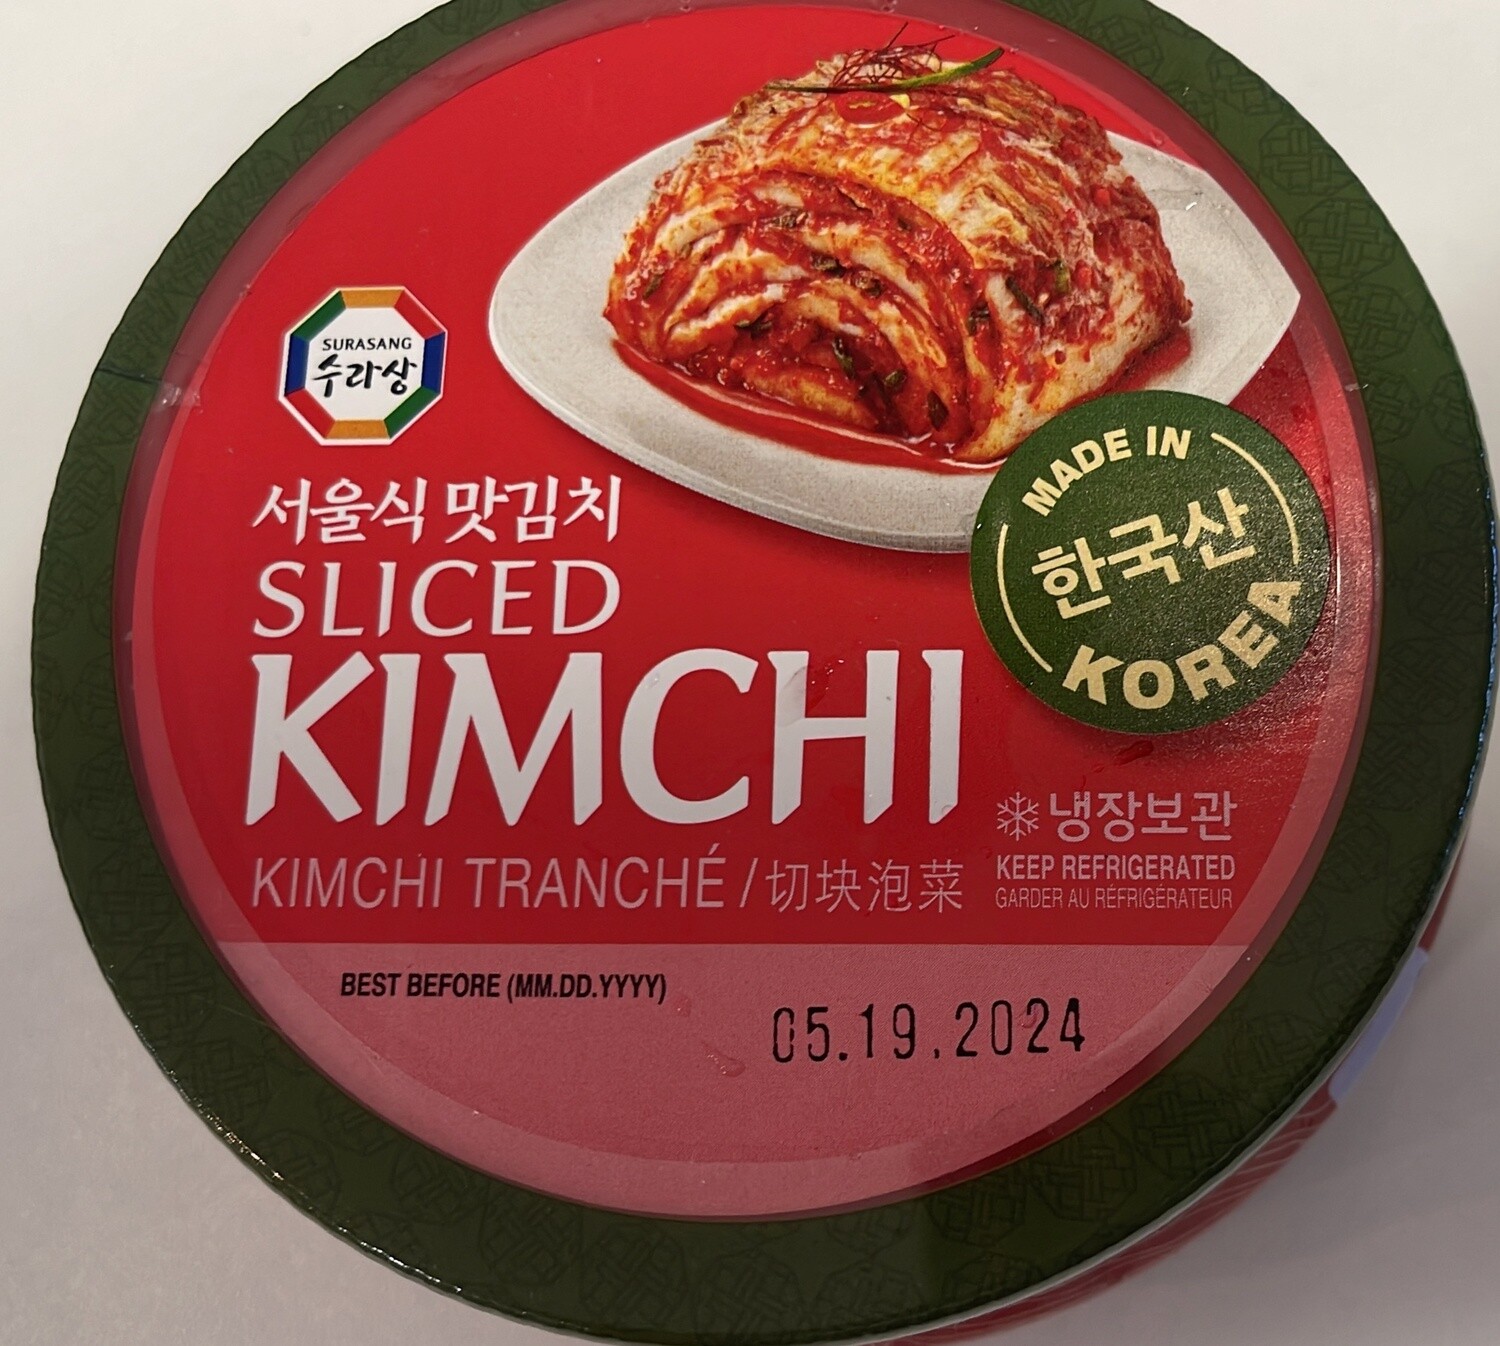 SURASANG
수라상
서울식 맛김치
SLICED
KIMCHI
MADE IN
한국산
KOREA
KIMCHI TRANCHÉ / 切块泡菜
냉장보관
KEEP REFRIGERATED
GARDER AU RÉFRIGÉRATEUR
BEST BEFORE (MM.DD.YYYY)
05.19.2024